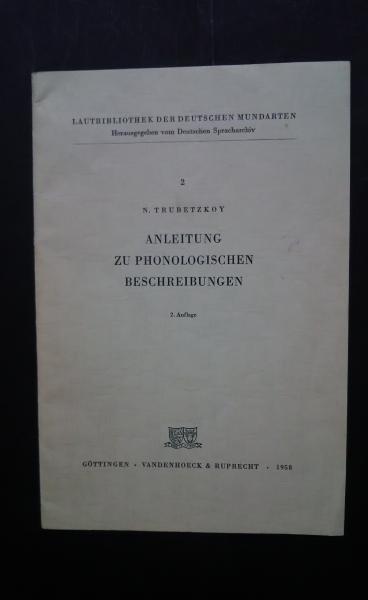 LAUTBIBLIOTHEK DER DEUTSCHEN MUNDARTEN
Herausgegeben vom Deutschen Spracharchiv
2
N. TRUBETZKOY
ANLEITUNG
ZU PHONOLOGISCHEN
BESCHREIBUNGEN
2. Auflage
GÖTTINGEN · VANDENHOECK & RUPRECHT · 1958